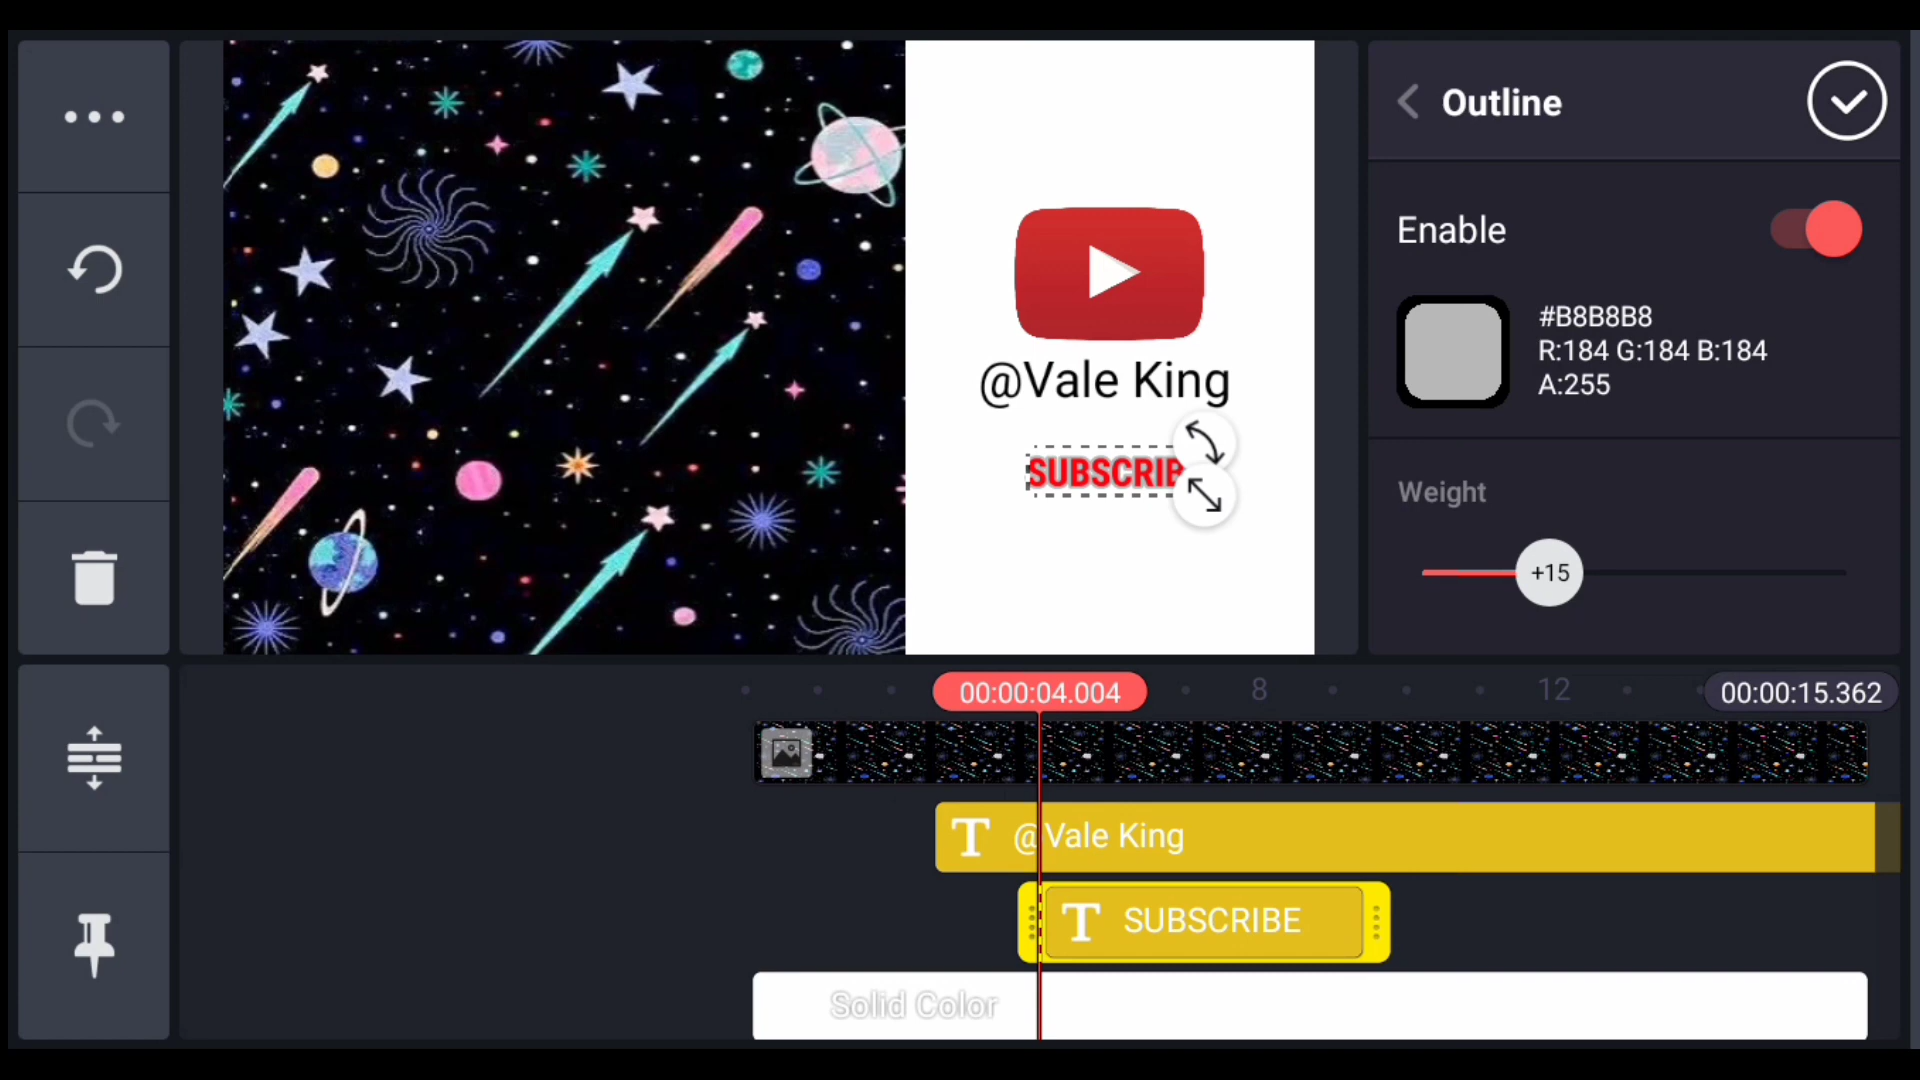 Outline
Enable
#B8B8B8
R:184 G:184 B:184
A:255
@Vale King
SUBSCRIB
Weight
+15
00:00:04.004
8
12
00:00:15.362
T @Vale King
T SUBSCRIBE
Solid Color